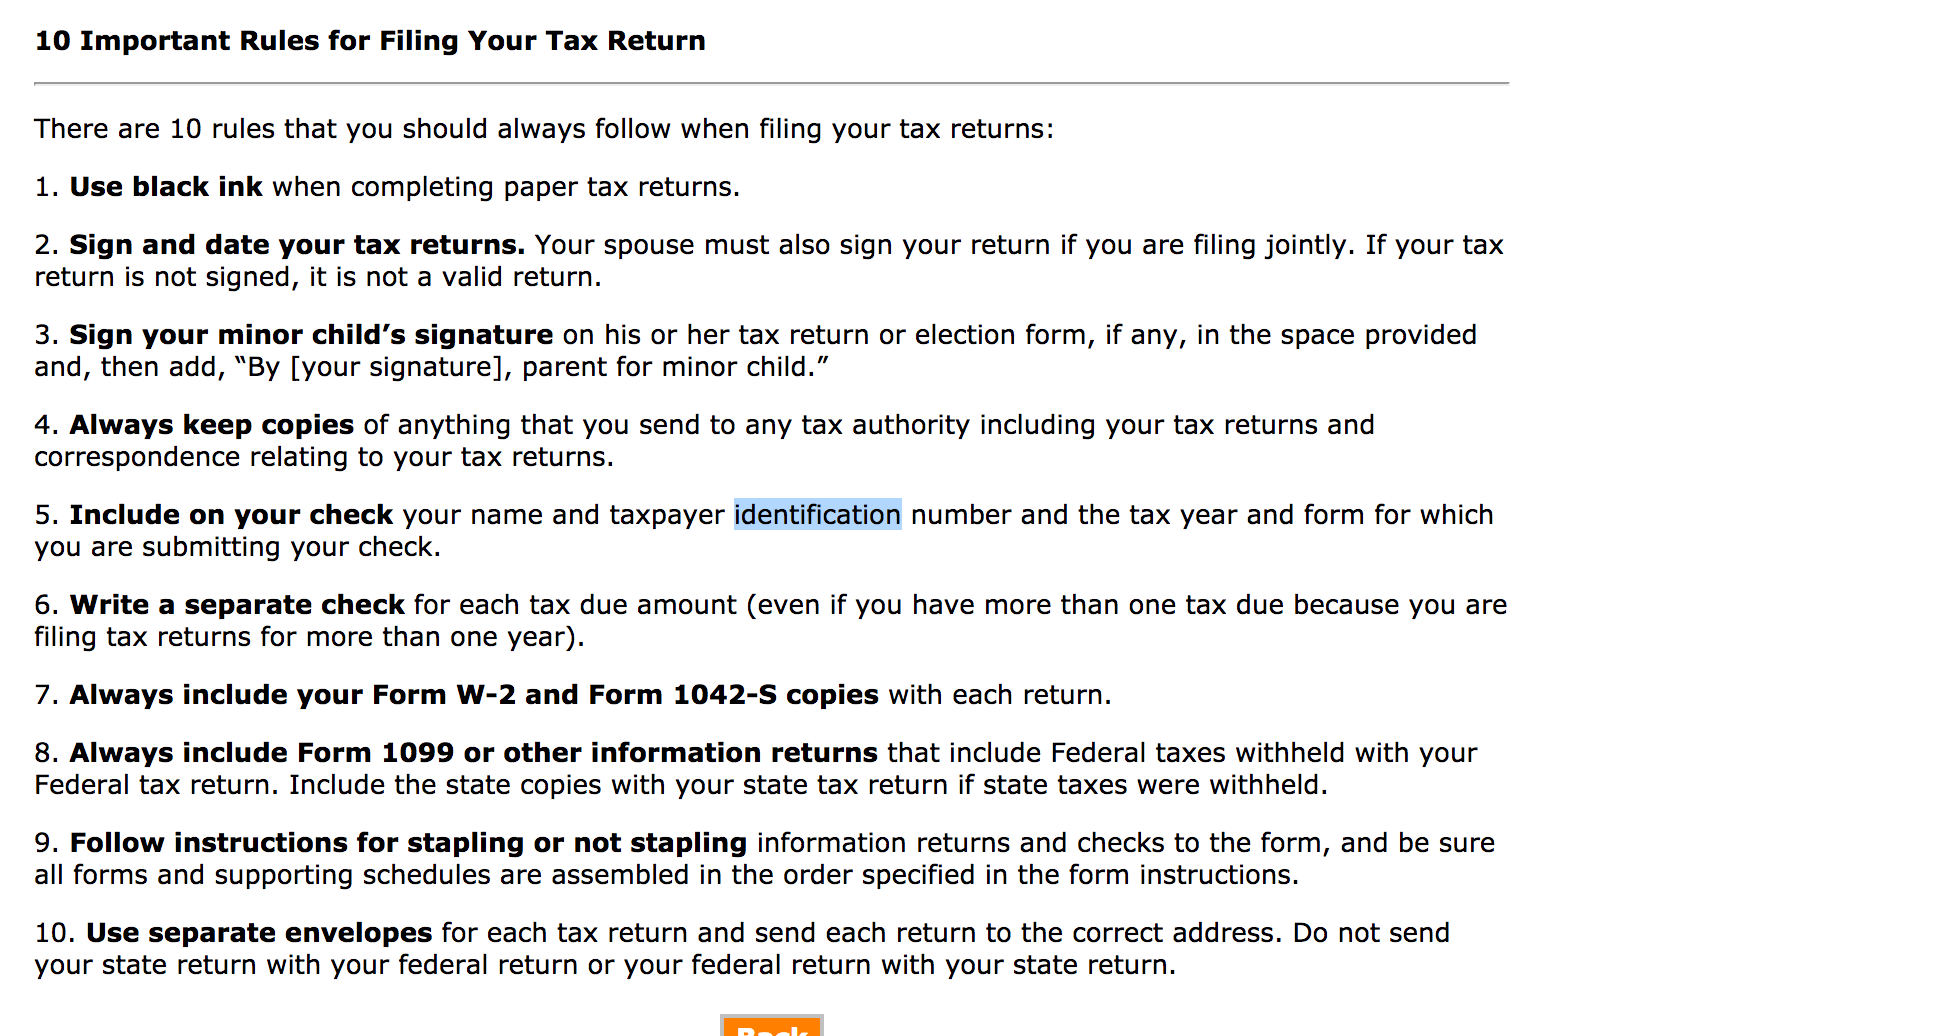 10 Important Rules for Filing Your Tax Return
There are 10 rules that you should always follow when filing your tax returns:
1. Use black ink when completing paper tax returns.
2. Sign and date your tax returns. Your spouse must also sign your return if you are filing jointly. If your tax
return is not signed, it is not a valid return.
3. Sign your minor child’s signature on his or her tax return or election form, if any, in the space provided
and, then add, “By [your signature], parent for minor child.”
4. Always keep copies of anything that you send to any tax authority including your tax returns and
correspondence relating to your tax returns.
5. Include on your check your name and taxpayer identification number and the tax year and form for which
you are submitting your check.
6. Write a separate check for each tax due amount (even if you have more than one tax due because you are
filing tax returns for more than one year).
7. Always include your Form W-2 and Form 1042-S copies with each return.
8. Always include Form 1099 or other information returns that include Federal taxes withheld with your
Federal tax return. Include the state copies with your state tax return if state taxes were withheld.
9. Follow instructions for stapling or not stapling information returns and checks to the form, and be sure
all forms and supporting schedules are assembled in the order specified in the form instructions.
10. Use separate envelopes for each tax return and send each return to the correct address. Do not send
your state return with your federal return or your federal return with your state return.
Back